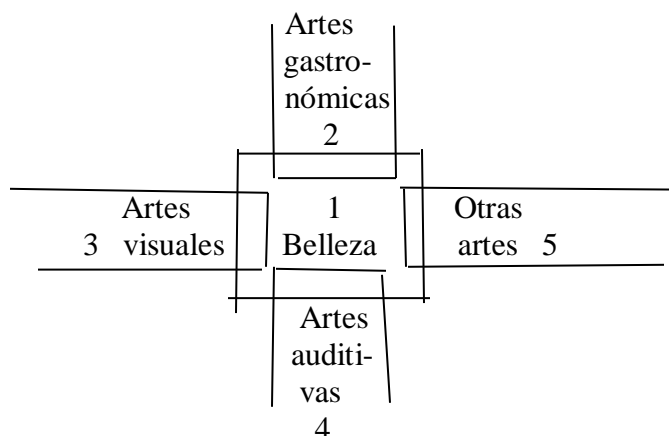 Artes
gastro-
nómicas
2
Artes
3 visuales
1
Belleza
Otras
artes 5
Artes
auditi-
vas
4